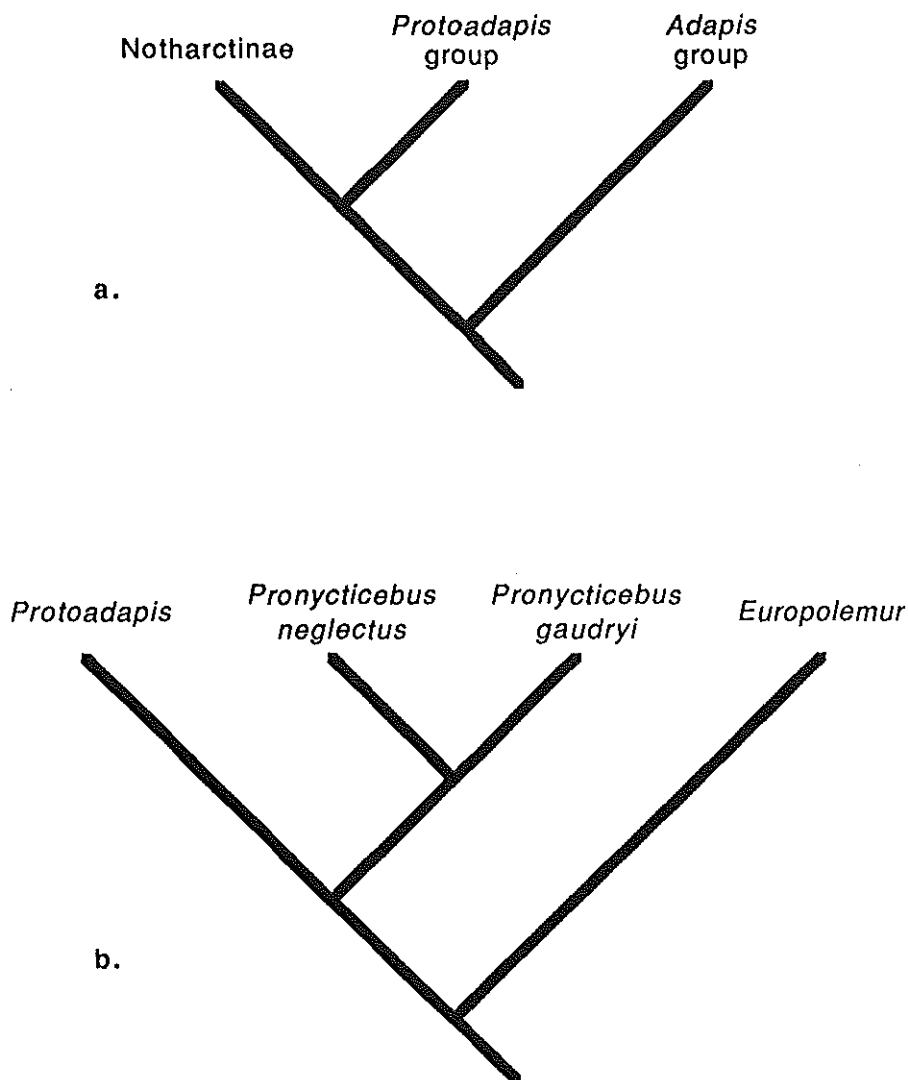 Notharctinae
Protoadapis
group
Adapis
group
a.
Protoadapis
Pronycticebus
neglectus
Pronycticebus
gaudryi
Europolemur
b.